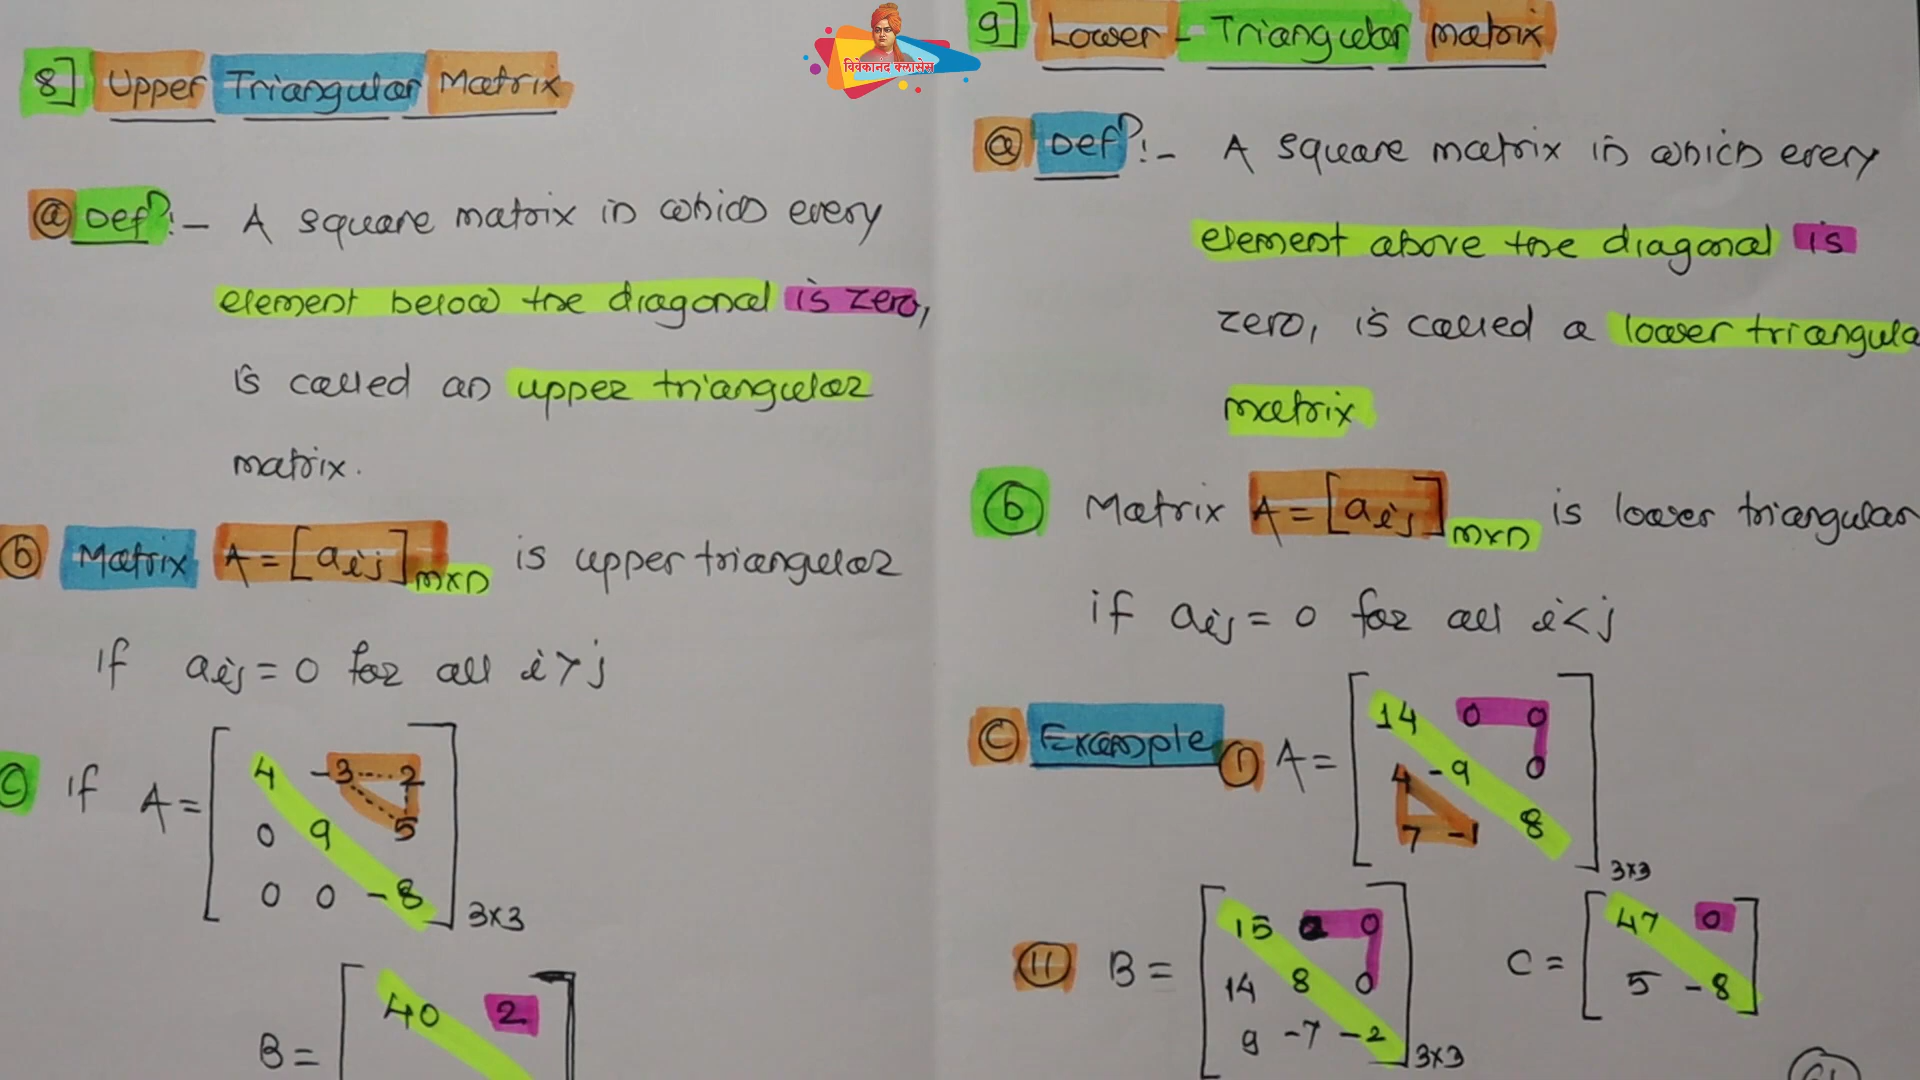 8] Upper Triangular Matrix
ⓐ Defⁿ:- A square matrix in which every
element below the diagonal is zero,
is called an upper triangular
matrix.
ⓑ Matrix A = [aij]m×n is upper triangular
if aij = 0 for all i > j
ⓒ if A = [ 4 -3 2
0 9 5
0 0 -8 ] 3×3
B = [ 40 2
विवेकानंद क्लासेस
9] Lower - Triangular matrix
ⓐ Defⁿ:- A square matrix in which every
element above the diagonal is
zero, is called a lower triangula
matrix
ⓑ Matrix A = [aij]m×n is lower triangular
if aij = 0 for all i < j
ⓒ Example ① A = [ 14 0 0
4 -9 0
7 -1 8 ] 3×3
(II) B = [ 15 0
14 8 0
9 -7 -2 ] 3×3
C = [ 47 0
5 -8 ]